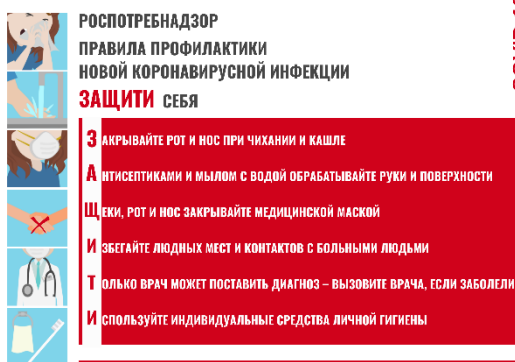 РОСПОТРЕБНАДЗОР
ПРАВИЛА ПРОФИЛАКТИКИ
НОВОЙ КОРОНАВИРУСНОЙ ИНФЕКЦИИ
ЗАЩИТИ СЕБЯ
ЗАКРЫВАЙТЕ РОТ И НОС ПРИ ЧИХАНИИ И КАШЛЕ
АНТИСЕПТИКАМИ И МЫЛОМ С ВОДОЙ ОБРАБАТЫВАЙТЕ РУКИ И ПОВЕРХНОСТИ
ЩЕКИ, РОТ И НОС ЗАКРЫВАЙТЕ МЕДИЦИНСКОЙ МАСКОЙ
ИЗБЕГАЙТЕ ЛЮДНЫХ МЕСТ И КОНТАКТОВ С БОЛЬНЫМИ ЛЮДЬМИ
ТОЛЬКО ВРАЧ МОЖЕТ ПОСТАВИТЬ ДИАГНОЗ – ВЫЗОВИТЕ ВРАЧА, ЕСЛИ ЗАБОЛЕЛИ
ИСПОЛЬЗУЙТЕ ИНДИВИДУАЛЬНЫЕ СРЕДСТВА ЛИЧНОЙ ГИГИЕНЫ